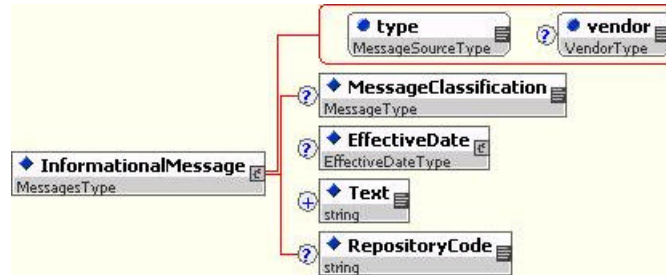 type
MessageSourceType
?
vendor
VendorType
?
MessageClassification
MessageType
?
EffectiveDate
EffectiveDateType
InformationalMessage
MessagesType
+
Text
string
?
RepositoryCode
string